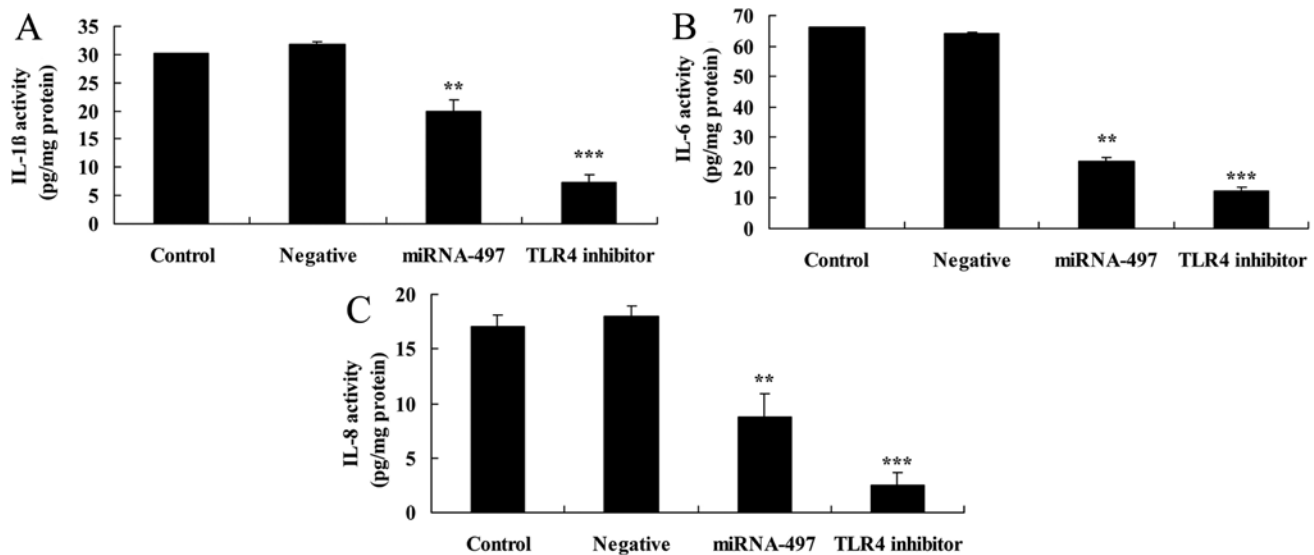 A
IL-1ß activity
(pg/mg protein)
35
30
25
20
15
10
5
0
**
***
Control Negative miRNA-497 TLR4 inhibitor
B
IL-6 activity
(pg/mg protein)
70
60
50
40
30
20
10
0
**
***
Control Negative miRNA-497 TLR4 inhibitor
C
IL-8 activity
(pg/mg protein)
20
15
10
5
0
**
***
Control Negative miRNA-497 TLR4 inhibitor